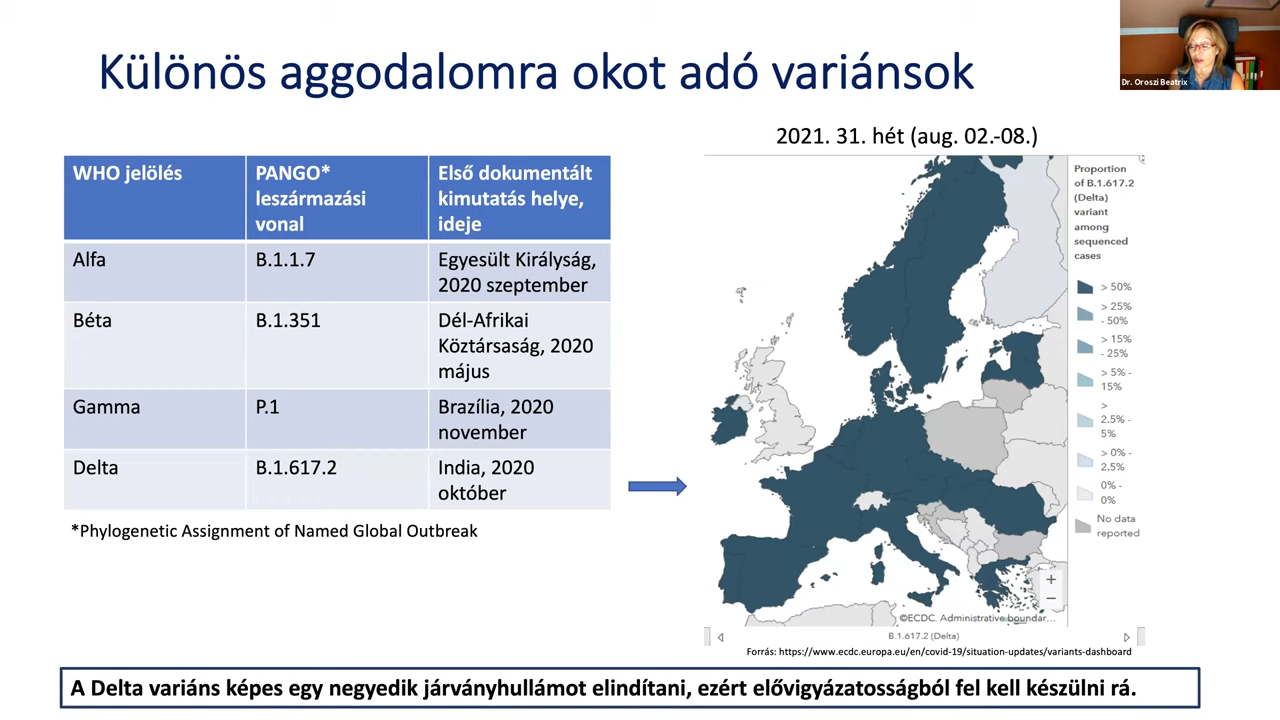 Különös aggodalomra okot adó variánsok
Dr. Oroszi Beatrix
2021. 31. hét (aug. 02.-08.)
WHO jelölés
PANGO*
leszármazási
vonal
Első dokumentált
kimutatás helye,
ideje
Alfa
B.1.1.7
Egyesült Királyság,
2020 szeptember
Béta
B.1.351
Dél-Afrikai
Köztársaság, 2020
május
Gamma
P.1
Brazília, 2020
november
Delta
B.1.617.2
India, 2020
október
*Phylogenetic Assignment of Named Global Outbreak
Proportion
of B.1.617.2
(Delta)
variant
among
sequenced
cases
> 50%
> 25%
- 50%
> 15%
- 25%
> 5% -
15%
>
2.5% -
5%
> 0% -
2.5%
0% -
0%
No data
reported
+
−
©ECDC. Administrative boundar...
B.1.617.2 (Delta)
Forrás: https://www.ecdc.europa.eu/en/covid-19/situation-updates/variants-dashboard
A Delta variáns képes egy negyedik járványhullámot elindítani, ezért elővigyázatosságból fel kell készülni rá.